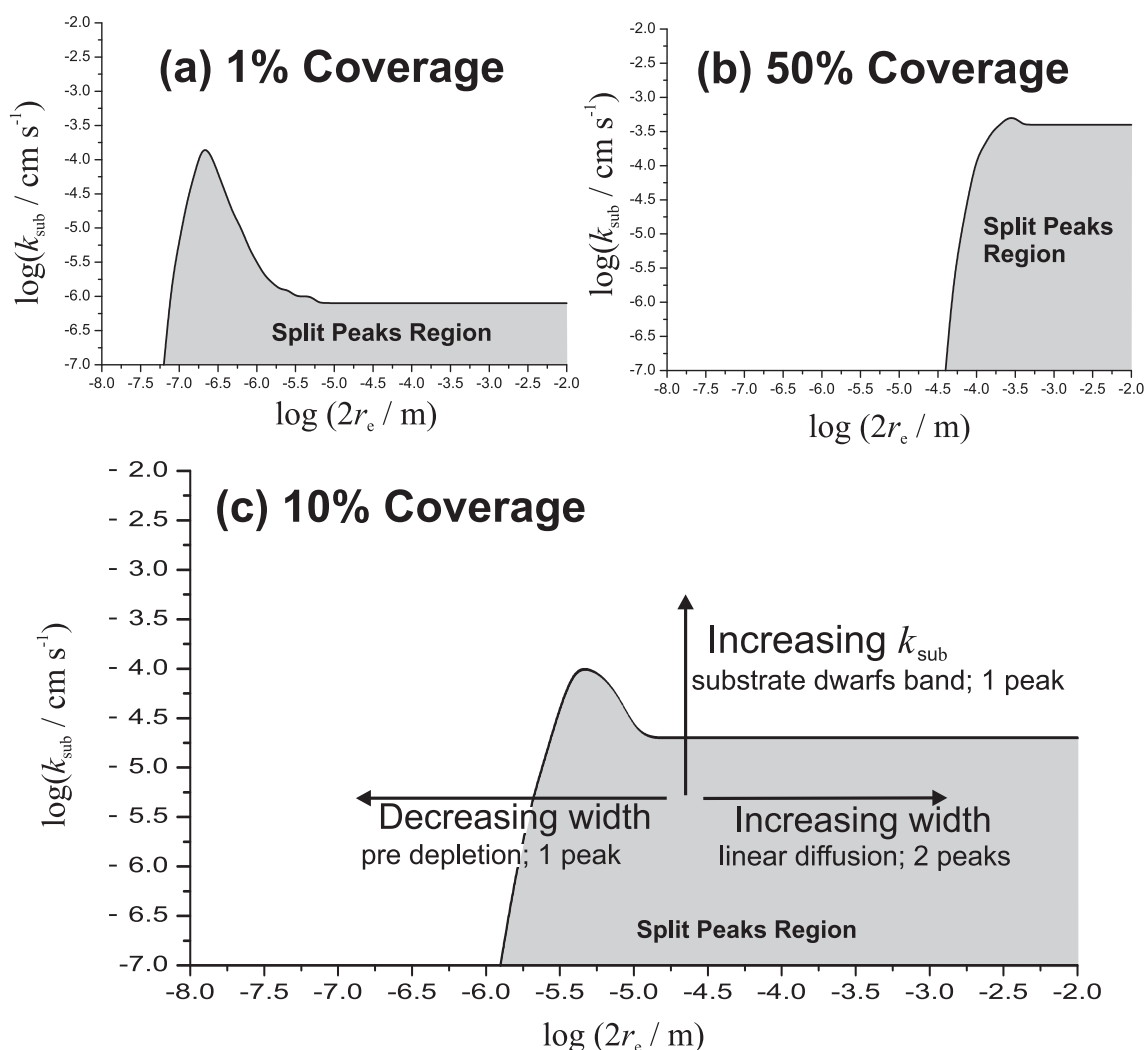 (a) 1% Coverage
log(k_sub / cm s^-1)
-2.0
-2.5
-3.0
-3.5
-4.0
-4.5
-5.0
-5.5
-6.0
-6.5
-7.0
Split Peaks Region
-8.0 -7.5 -7.0 -6.5 -6.0 -5.5 -5.0 -4.5 -4.0 -3.5 -3.0 -2.5 -2.0
log (2r_e / m)
(b) 50% Coverage
log(k_sub / cm s^-1)
-2.0
-2.5
-3.0
-3.5
-4.0
-4.5
-5.0
-5.5
-6.0
-6.5
-7.0
Split Peaks
Region
-8.0 -7.5 -7.0 -6.5 -6.0 -5.5 -5.0 -4.5 -4.0 -3.5 -3.0 -2.5 -2.0
log (2r_e / m)
(c) 10% Coverage
log(k_sub / cm s^-1)
- 2.0
- 2.5
- 3.0
- 3.5
- 4.0
- 4.5
- 5.0
- 5.5
- 6.0
- 6.5
-7.0
Increasing k_sub
substrate dwarfs band; 1 peak
Decreasing width
pre depletion; 1 peak
Increasing width
linear diffusion; 2 peaks
Split Peaks Region
-8.0 -7.5 -7.0 -6.5 -6.0 -5.5 -5.0 -4.5 -4.0 -3.5 -3.0 -2.5 -2.0
log (2r_e / m)